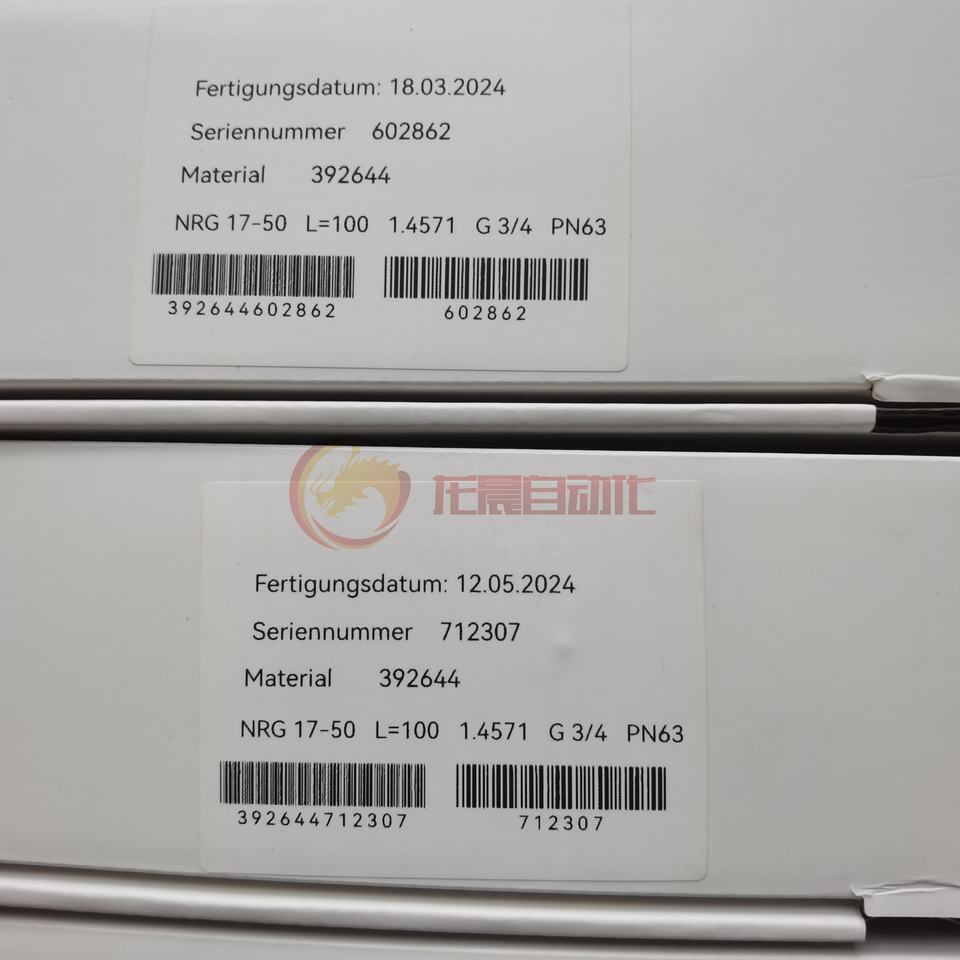 Fertigungsdatum: 18.03.2024
Seriennummer 602862
Material 392644
NRG 17-50 L=100 1.4571 G 3/4 PN63
392644602862 602862
龙晨自动化
Fertigungsdatum: 12.05.2024
Seriennummer 712307
Material 392644
NRG 17-50 L=100 1.4571 G 3/4 PN63
392644712307 712307